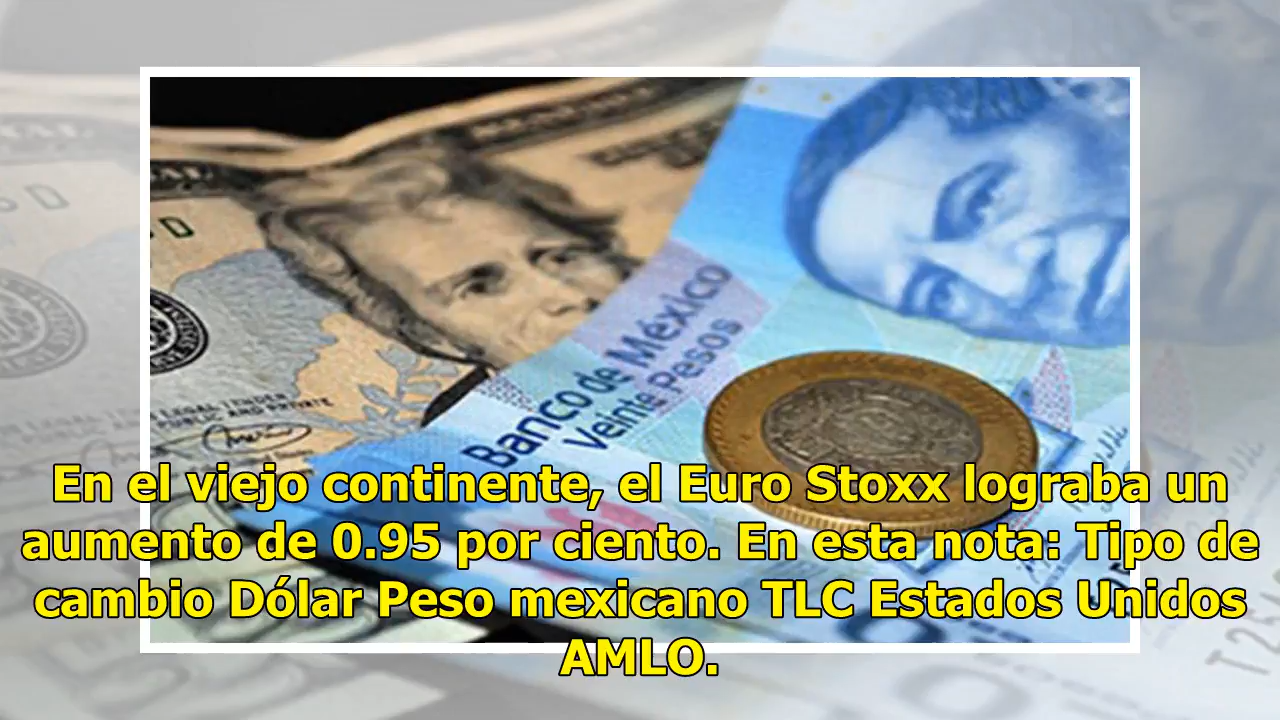 Banco de México
Veinte Pesos
En el viejo continente, el Euro Stoxx lograba un
aumento de 0.95 por ciento. En esta nota: Tipo de
cambio Dólar Peso mexicano TLC Estados Unidos
AMLO.